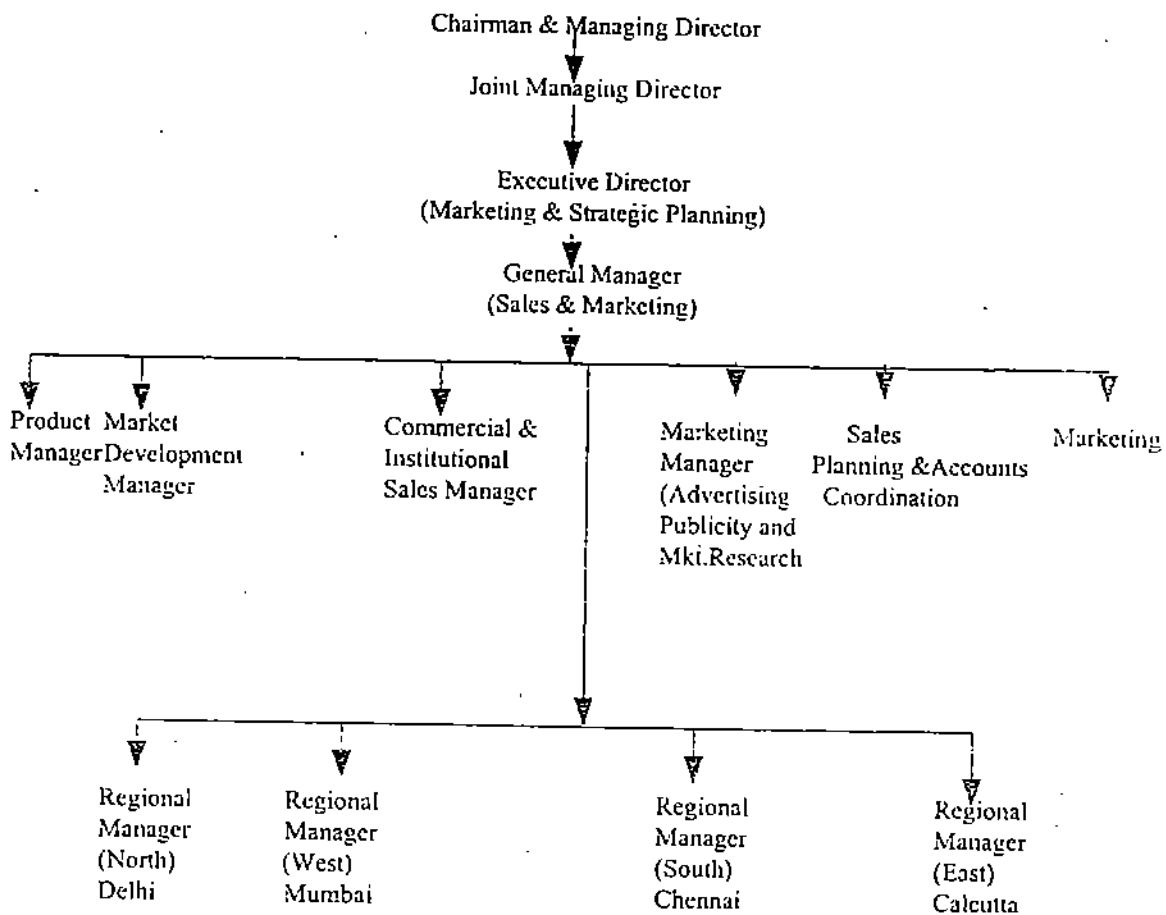 Chairman & Managing Director
Joint Managing Director
Executive Director
(Marketing & Strategic Planning)
General Manager
(Sales & Marketing)
Product
Manager
Market
Development
Manager
Commercial &
Institutional
Sales Manager
Marketing
Manager
(Advertising
Publicity and
Mkt.Research
Sales
Planning &Accounts
Coordination
Marketing
Regional
Manager
(North)
Delhi
Regional
Manager
(West)
Mumbai
Regional
Manager
(South)
Chennai
Regional
Manager
(East)
Calcutta